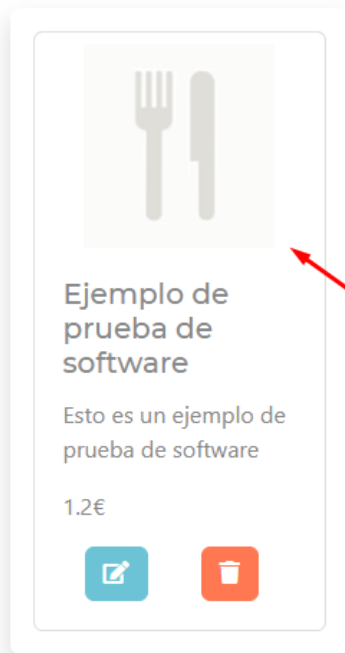 Ejemplo de
prueba de
software
Esto es un ejemplo de
prueba de software
1.2€